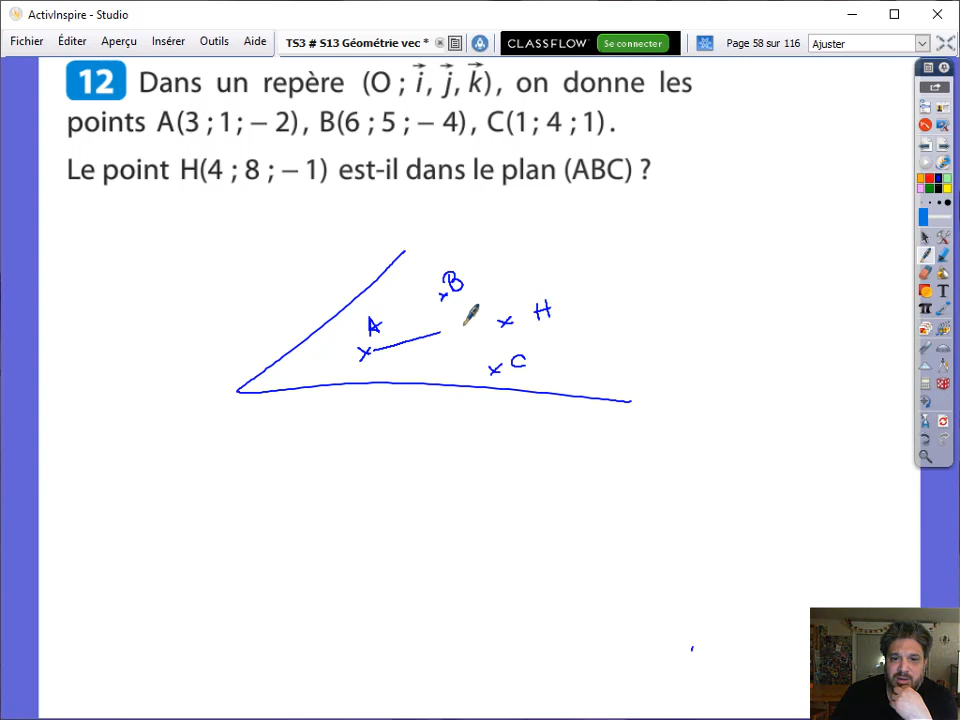 ActivInspire - Studio
Fichier Éditer Aperçu Insérer Outils Aide
TS3 # S13 Géométrie vec *
CLASSFLOW Se connecter
Page 58 sur 116
Ajuster
12 Dans un repère (O ; i, j, k), on donne les
points A(3 ; 1 ; − 2), B(6 ; 5 ; − 4), C(1 ; 4 ; 1).
Le point H(4 ; 8 ; − 1) est-il dans le plan (ABC) ?
B
A
H
C